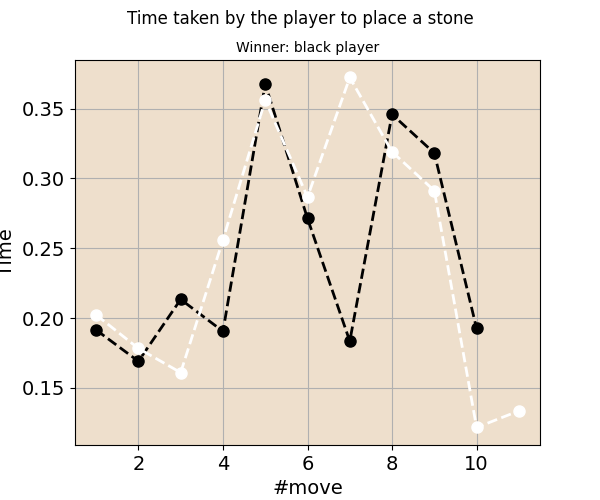 Time taken by the player to place a stone
Winner: black player
0.35
0.30
0.25
0.20
0.15
Time
2 4 6 8 10
#move